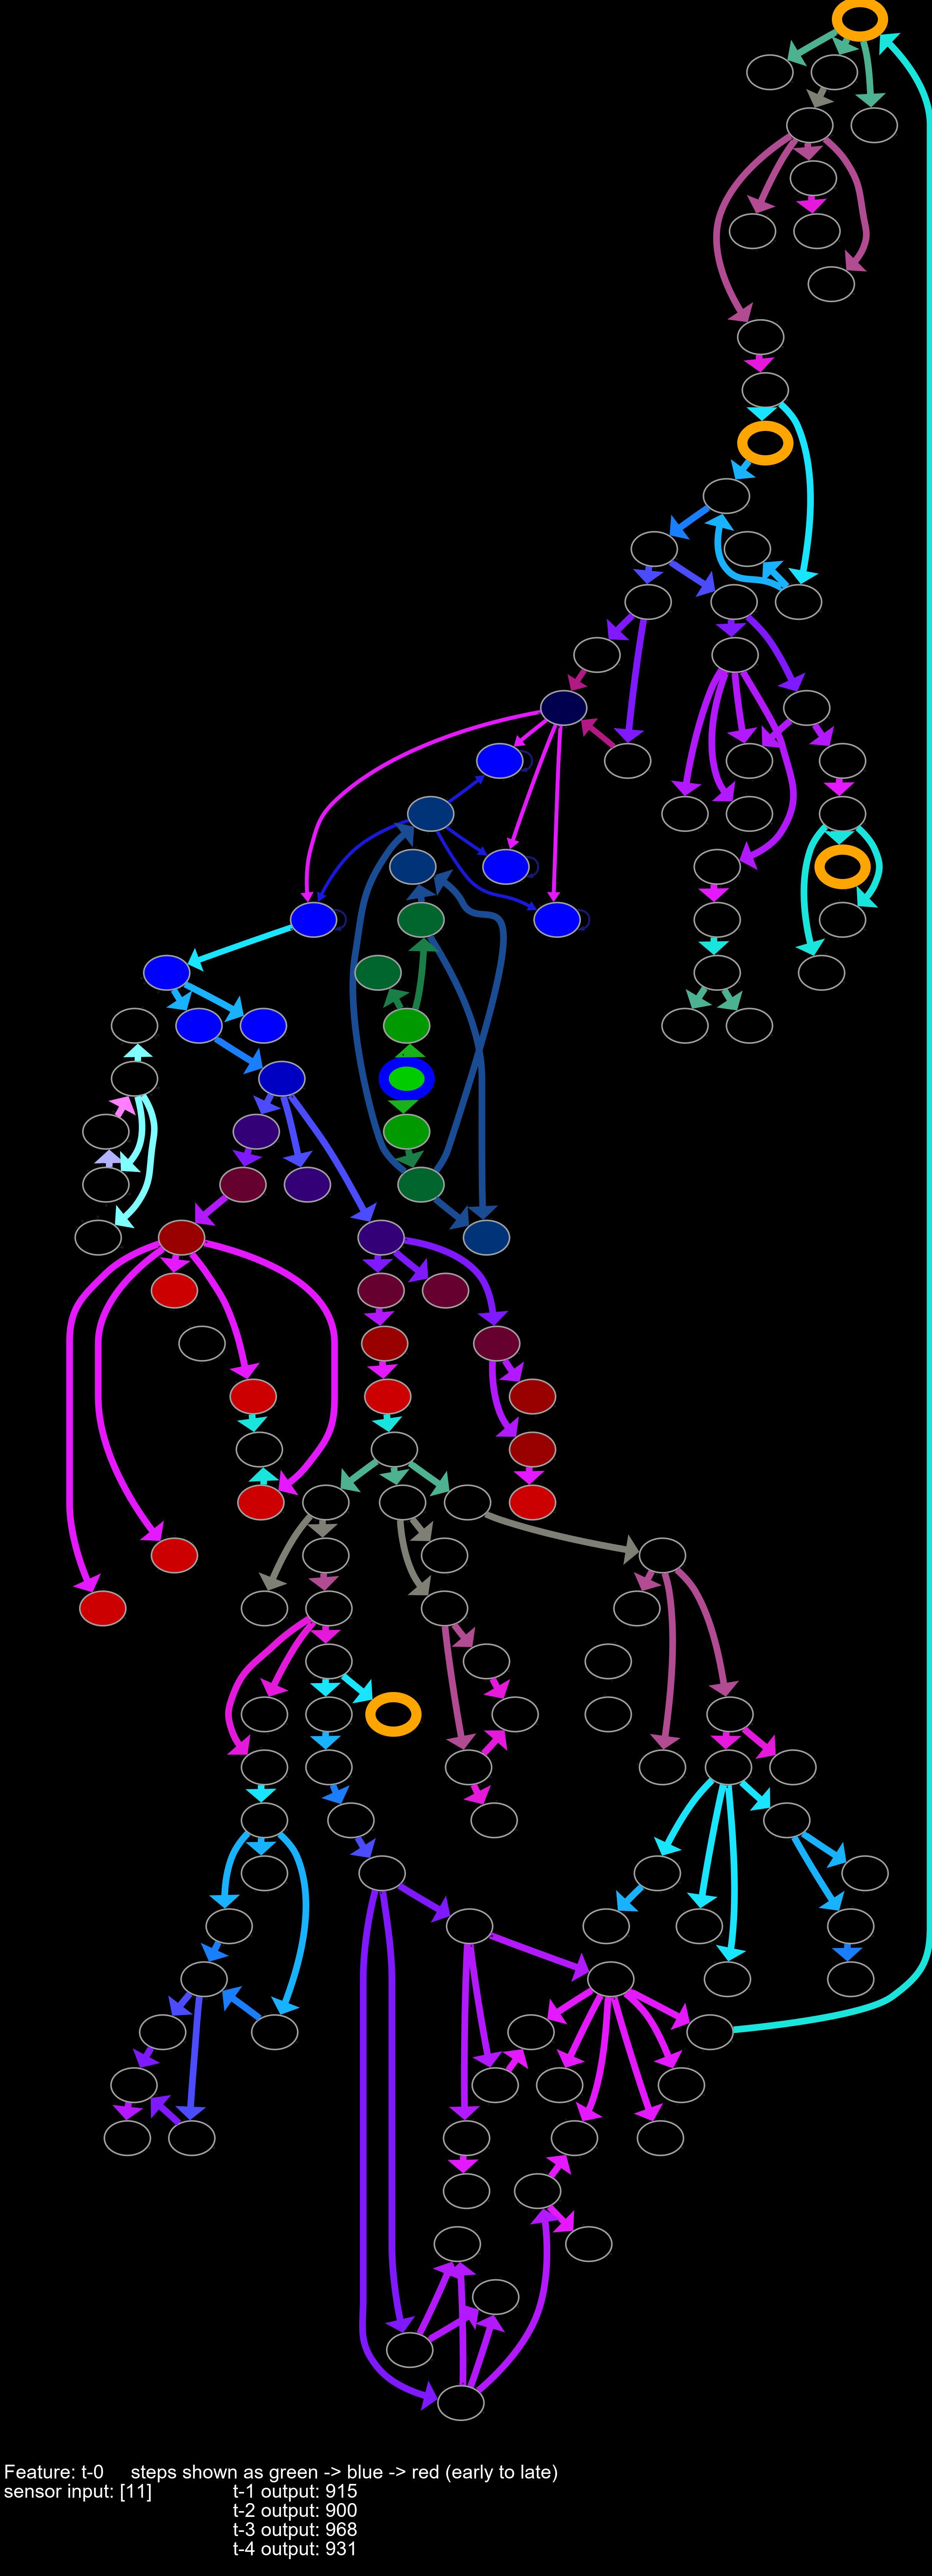 Feature: t-0 steps shown as green -> blue -> red (early to late)
sensor input: [11] t-1 output: 915
t-2 output: 900
t-3 output: 968
t-4 output: 931